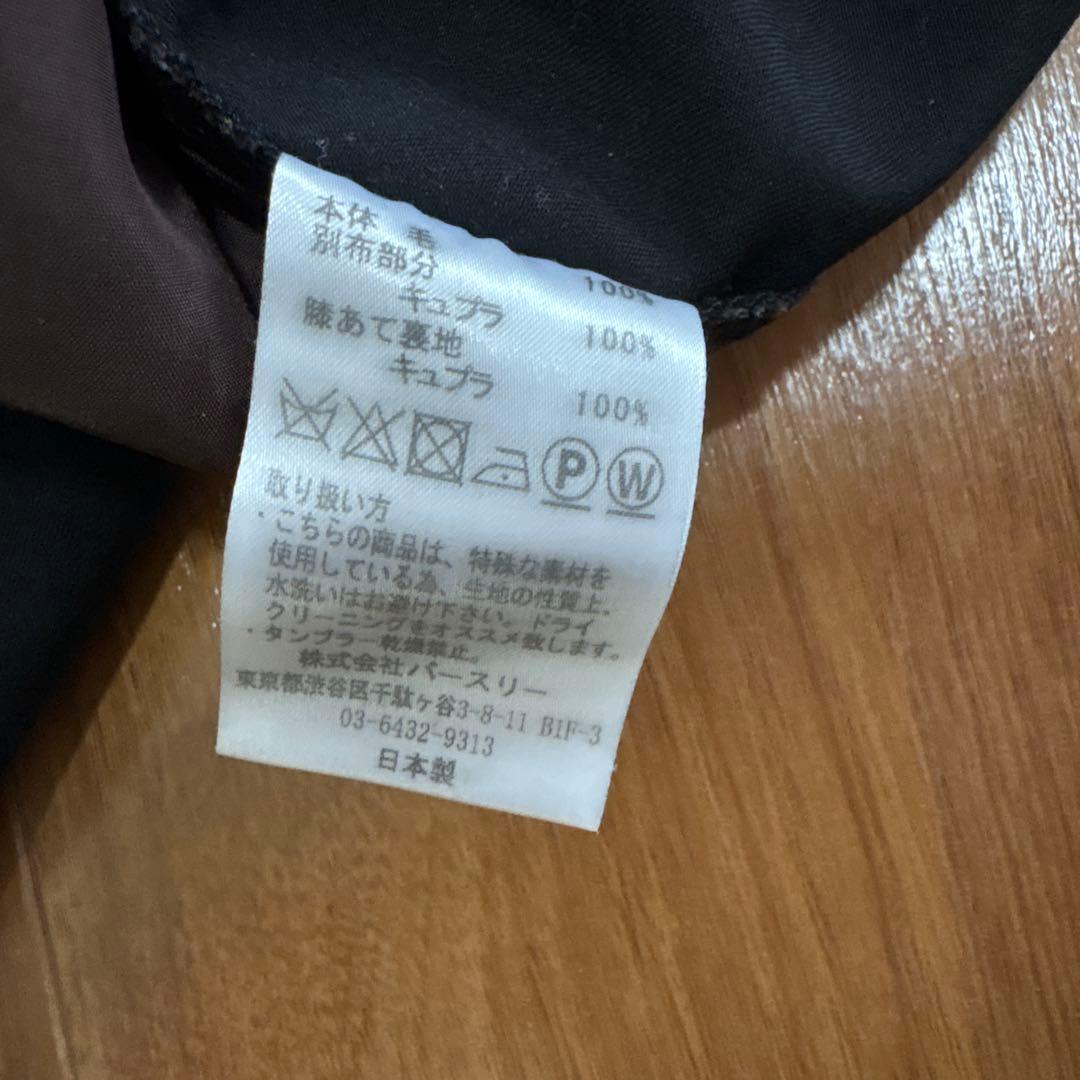 本体 毛 100%
別布部分
キュプラ 100%
膝あて裏地
キュプラ 100%
P W
取り扱い方
・こちらの商品は、特殊な素材を
使用している為、生地の性質上、
水洗いはお避け下さい。ドライ
クリーニングをオススメ致します。
・タンブラー乾燥禁止。
株式会社バースリー
東京都渋谷区千駄ヶ谷3-8-11 B1F-3
03-6432-9313
日本製